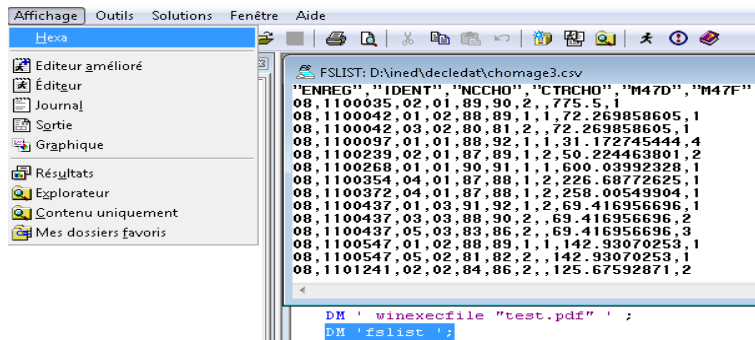 Affichage Outils Solutions Fenêtre Aide
Hexa
Editeur amélioré
Éditeur
Journal
Sortie
Graphique
Résultats
Explorateur
Contenu uniquement
Mes dossiers favoris
FSLIST: D:\ined\decledat\chomage3.csv
"ENREG","IDENT","NCCHO","CTRCHO","M47D","M47F"
08,1100035,02,01,89,90,2,,775.5,1
08,1100042,01,02,88,89,1,1,72.269858605,1
08,1100042,03,02,80,81,2,,72.269858605,1
08,1100097,01,01,88,92,1,1,31.172745444,4
08,1100239,02,01,87,89,1,2,50.224463801,2
08,1100268,01,01,90,91,1,1,600.03992328,1
08,1100354,04,01,87,88,1,2,226.68772625,1
08,1100372,04,01,87,88,1,2,258.00549904,1
08,1100437,01,03,91,92,1,2,69.416956696,1
08,1100437,03,03,88,90,2,,69.416956696,2
08,1100437,05,03,83,86,2,,69.416956696,3
08,1100547,01,02,88,89,1,1,142.93070253,1
08,1100547,05,02,81,82,2,,142.93070253,1
08,1101241,02,02,84,86,2,,125.67592871,2
DM ' winexecfile "test.pdf" ' ;
DM 'fslist ';